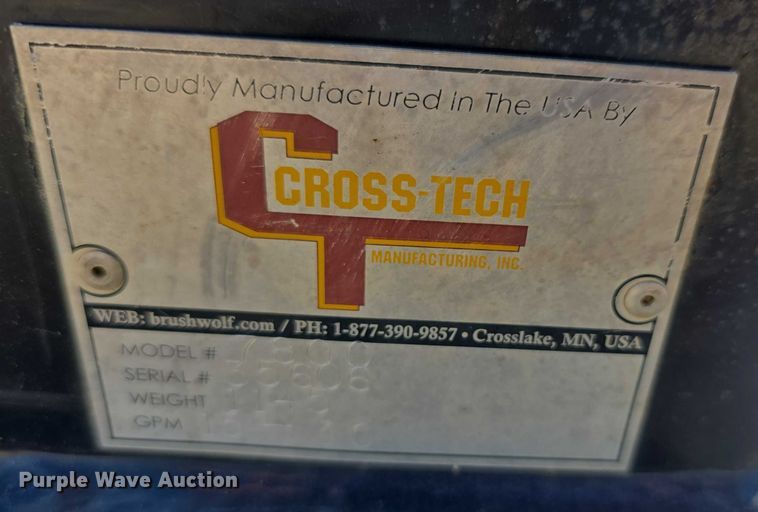 Proudly Manufactured In The USA By
CROSS-TECH
MANUFACTURING, INC.
WEB: brushwolf.com / PH: 1-877-390-9857 • Crosslake, MN, USA
MODEL #
SERIAL #
WEIGHT
GPM
Purple Wave Auction